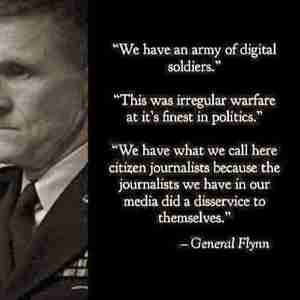 “We have an army of digital
soldiers.”
“This was irregular warfare
at it’s finest in politics.”
“We have what we call here
citizen journalists because the
journalists we have in our
media did a disservice to
themselves.”
– General Flynn